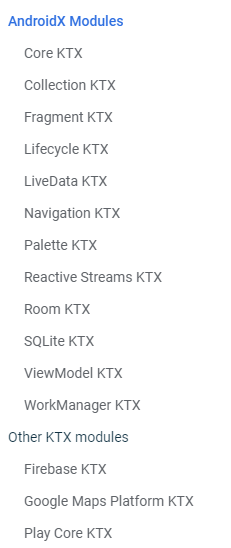 AndroidX Modules
Core KTX
Collection KTX
Fragment KTX
Lifecycle KTX
LiveData KTX
Navigation KTX
Palette KTX
Reactive Streams KTX
Room KTX
SQLite KTX
ViewModel KTX
WorkManager KTX
Other KTX modules
Firebase KTX
Google Maps Platform KTX
Play Core KTX